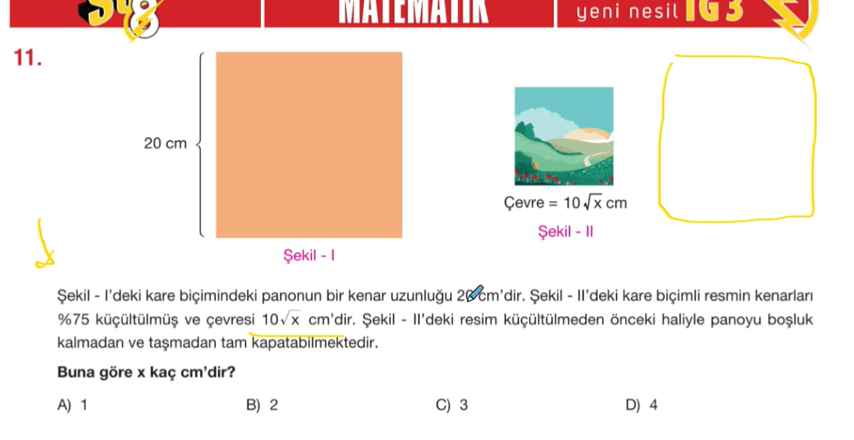 MATEMATİK
yeni nesil
11.
20 cm
Çevre = 10√x cm
Şekil - II
Şekil - I
Şekil - I'deki kare biçimindeki panonun bir kenar uzunluğu 20 cm'dir. Şekil - II'deki kare biçimli resmin kenarları
%75 küçültülmüş ve çevresi 10√x cm'dir. Şekil - II'deki resim küçültülmeden önceki haliyle panoyu boşluk
kalmadan ve taşmadan tam kapatabilmektedir.
Buna göre x kaç cm'dir?
A) 1 B) 2 C) 3 D) 4